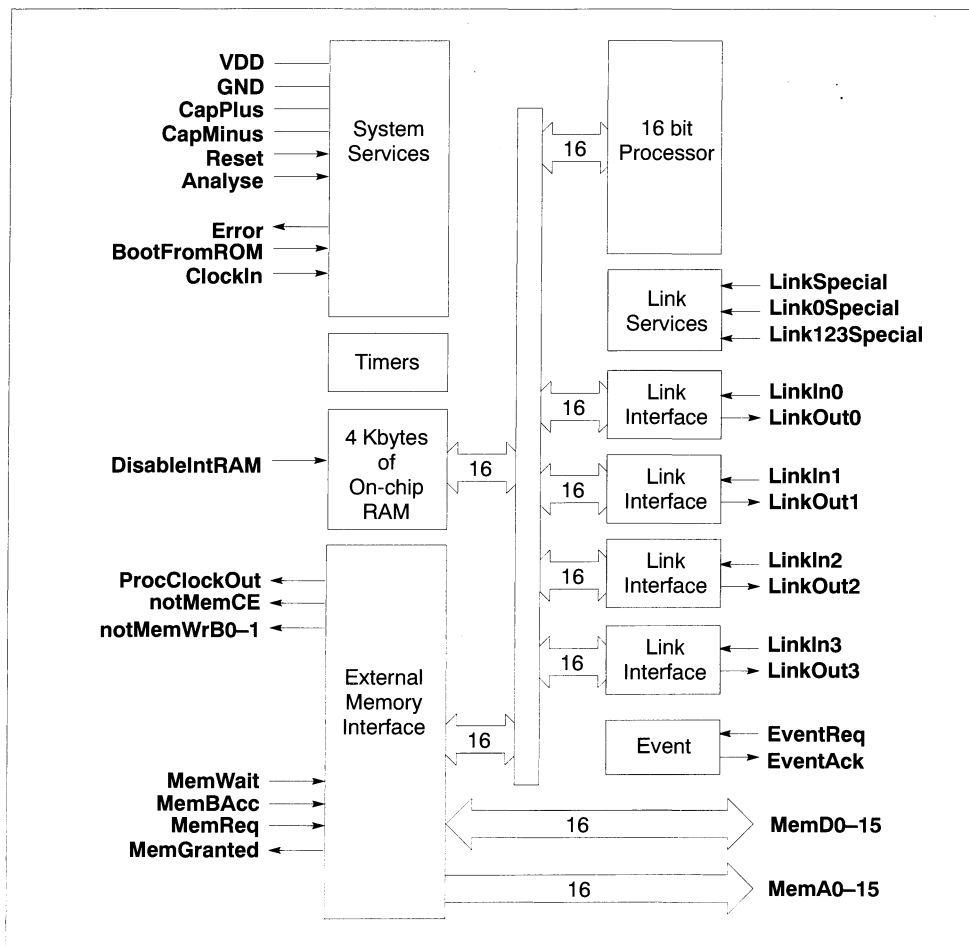 VDD
GND
CapPlus
CapMinus
Reset
Analyse
Error
BootFromROM
ClockIn
System
Services
16
16 bit
Processor
Link
Services
LinkSpecial
Link0Special
Link123Special
Timers
16
Link
Interface
LinkIn0
LinkOut0
DisableIntRAM
4 Kbytes
of
On-chip
RAM
16
16
Link
Interface
LinkIn1
LinkOut1
16
Link
Interface
LinkIn2
LinkOut2
16
Link
Interface
LinkIn3
LinkOut3
ProcClockOut
notMemCE
notMemWrB0–1
External
Memory
Interface
16
Event
EventReq
EventAck
MemWait
MemBAcc
MemReq
MemGranted
16
MemD0–15
16
MemA0–15